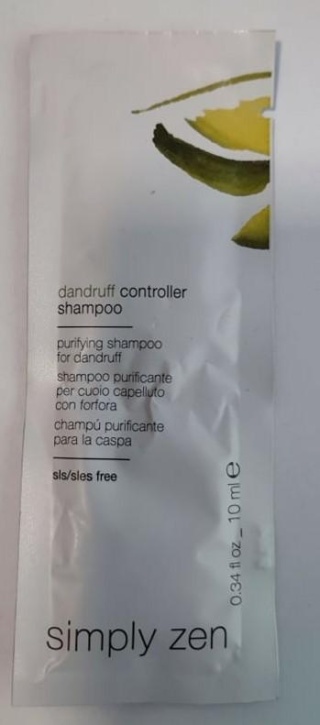 dandruff controller
shampoo
purifying shampoo
for dandruff
shampoo purificante
per cuoio capelluto
con forfora
champú purificante
para la caspa
sls/sles free
0.34 fl oz _ 10 ml e
simply zen